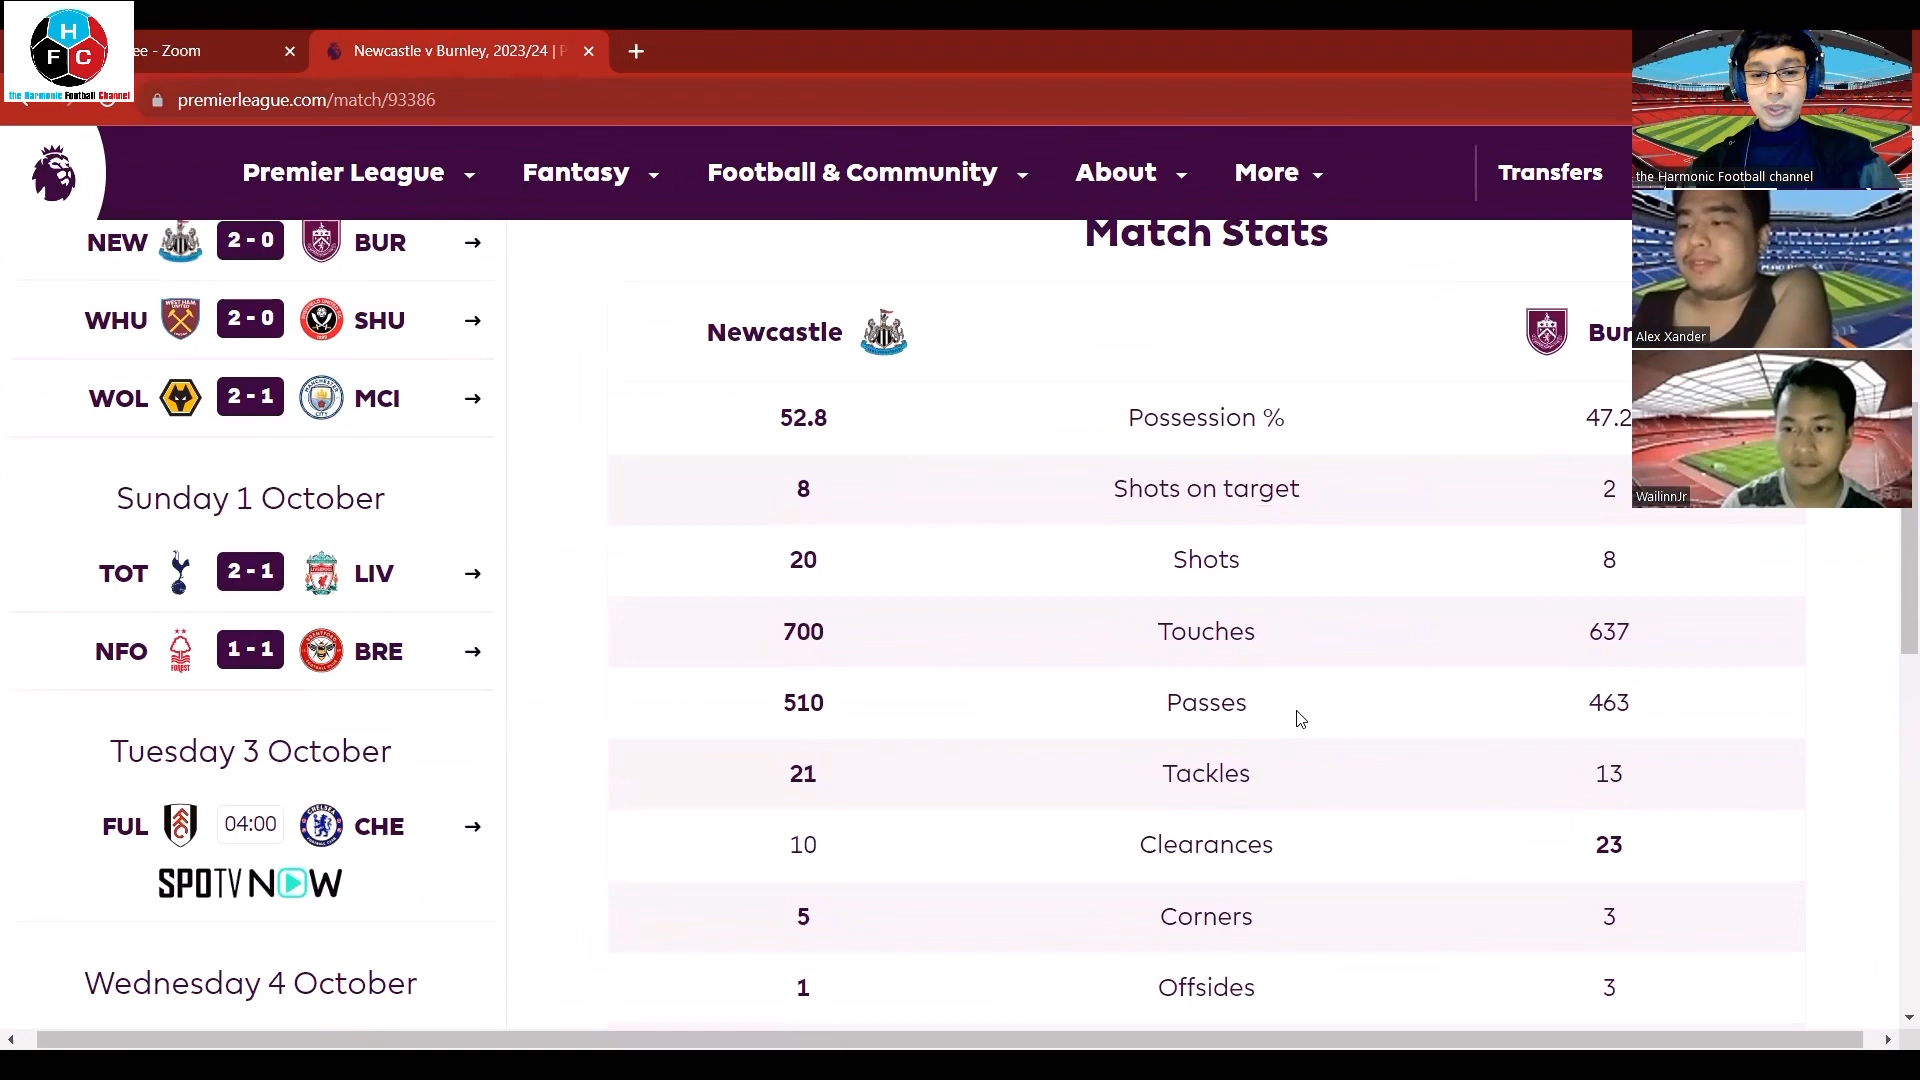 H
F C
the Harmonic Football Channel
ee - Zoom
Newcastle v Burnley, 2023/24 | P
premierleague.com/match/93386
Premier League
Fantasy
Football & Community
About
More
Transfers
NEW 2 - 0 BUR
WHU 2 - 0 SHU
WOL 2 - 1 MCI
Sunday 1 October
TOT 2 - 1 LIV
NFO 1 - 1 BRE
Tuesday 3 October
FUL 04:00 CHE
SPOTV NOW
Wednesday 4 October
Match Stats
Newcastle Bur
52.8 Possession % 47.2
8 Shots on target 2
20 Shots 8
700 Touches 637
510 Passes 463
21 Tackles 13
10 Clearances 23
5 Corners 3
1 Offsides 3
the Harmonic Football channel
Alex Xander
WailinnJr